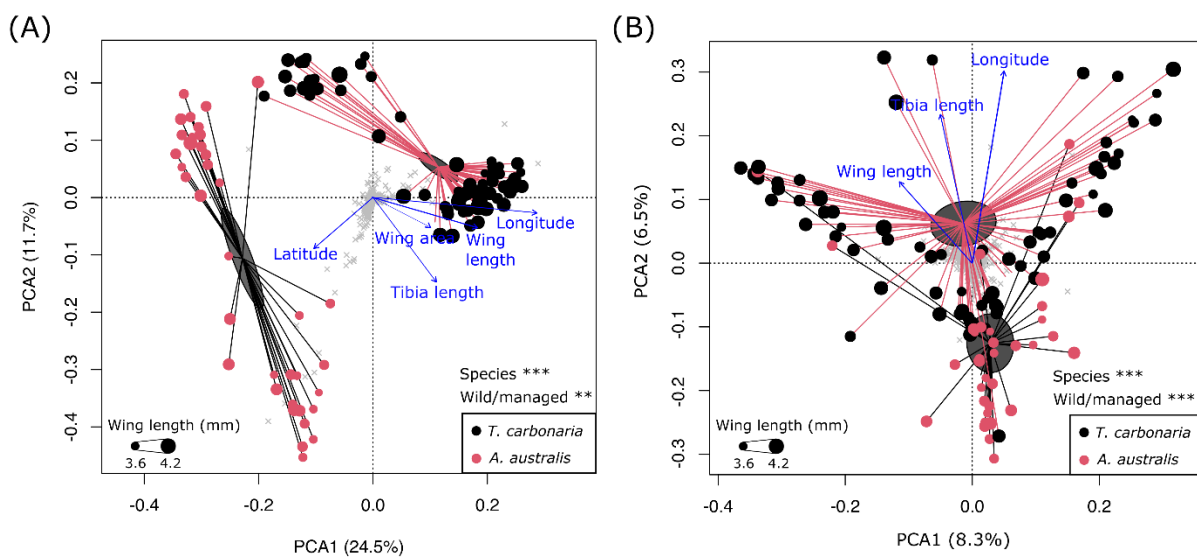 (A)
0.2
0.1
0.0
-0.1
-0.2
-0.3
-0.4
PCA2 (11.7%)
Latitude
Wing area
Wing
length
Longitude
Tibia length
Species ***
Wild/managed **
Wing length (mm)
3.6 4.2
T. carbonaria
A. australis
-0.4 -0.2 0.0 0.2
PCA1 (24.5%)
(B)
0.3
0.2
0.1
0.0
-0.1
-0.2
-0.3
PCA2 (6.5%)
Longitude
Tibia length
Wing length
Species ***
Wild/managed ***
Wing length (mm)
3.6 4.2
T. carbonaria
A. australis
-0.4 -0.2 0.0 0.2
PCA1 (8.3%)